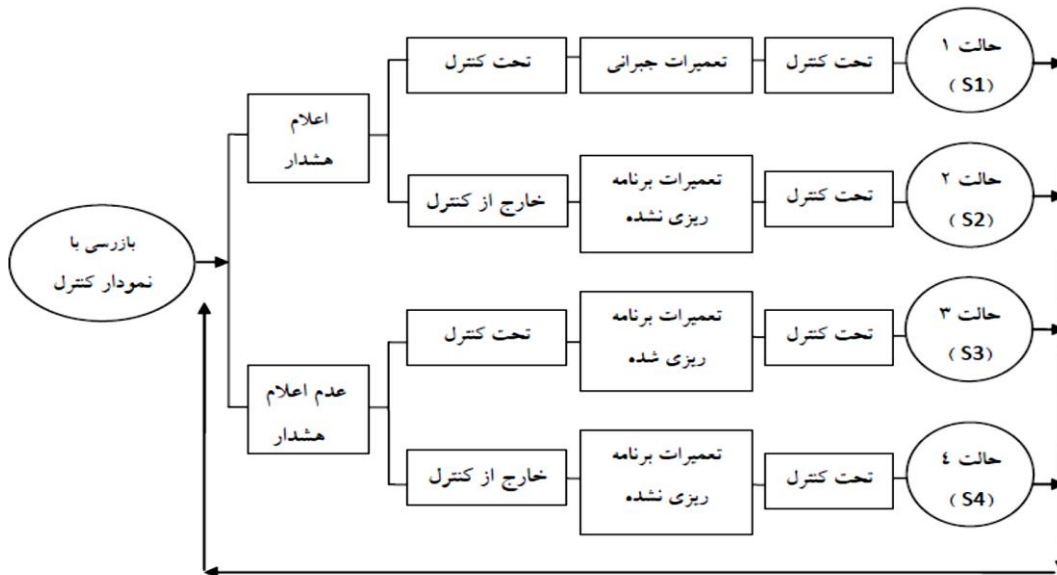 بازرسی با
نمودار کنترل
اعلام
هشدار
تحت کنترل
تعمیرات جبرانی
تحت کنترل
حالت ۱
(S1)
خارج از کنترل
تعمیرات برنامه
ریزی نشده
تحت کنترل
حالت ۲
(S2)
عدم اعلام
هشدار
تحت کنترل
تعمیرات برنامه
ریزی شده
تحت کنترل
حالت ۳
(S3)
خارج از کنترل
تعمیرات برنامه
ریزی نشده
تحت کنترل
حالت ٤
(S4)